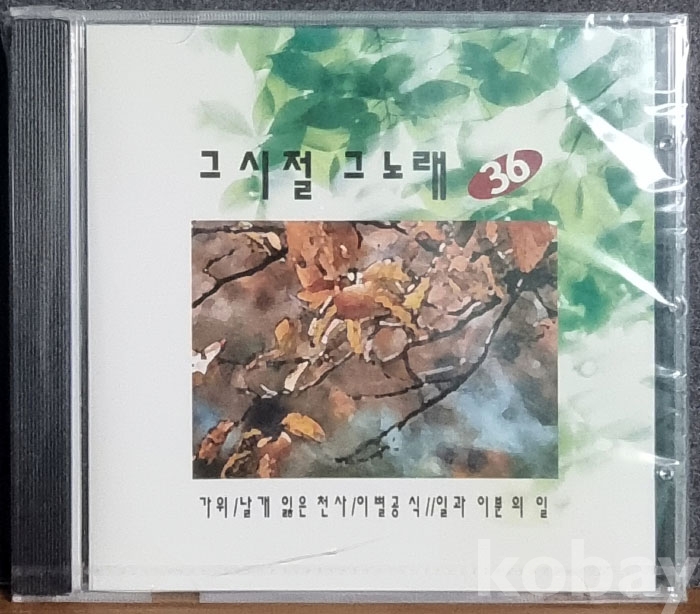 그 시절 그 노래 36
가위/날개 잃은 천사/이별공 식//일과 이분의 일
kobay